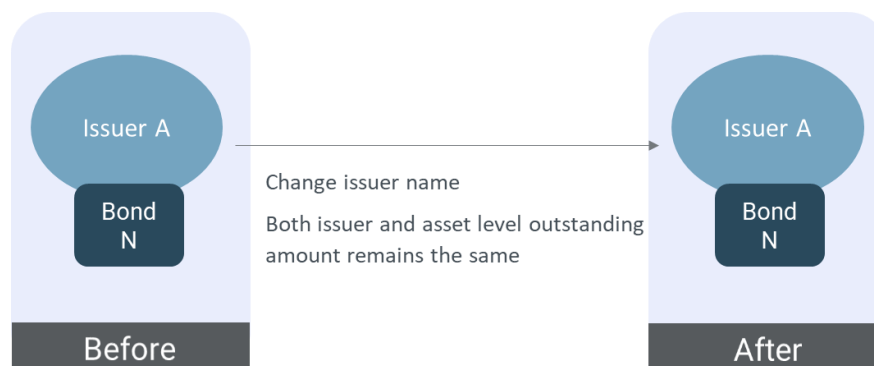 Issuer A
Bond
N
Before
Change issuer name
Both issuer and asset level outstanding
amount remains the same
Issuer A
Bond
N
After